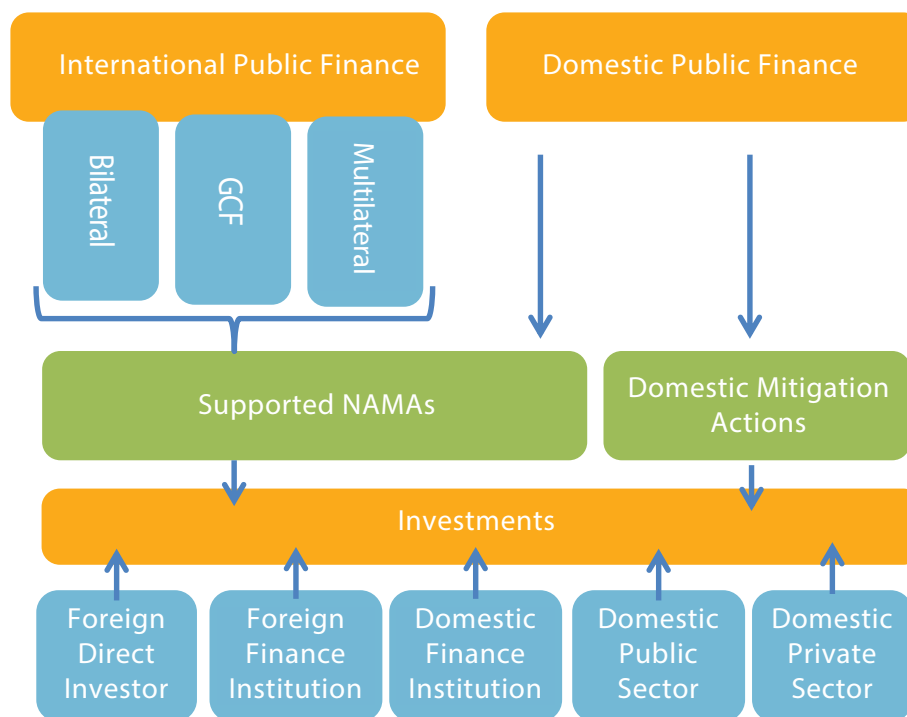 International Public Finance
Domestic Public Finance
Bilateral
GCF
Multilateral
Supported NAMAs
Domestic Mitigation
Actions
Investments
Foreign
Direct
Investor
Foreign
Finance
Institution
Domestic
Finance
Institution
Domestic
Public
Sector
Domestic
Private
Sector